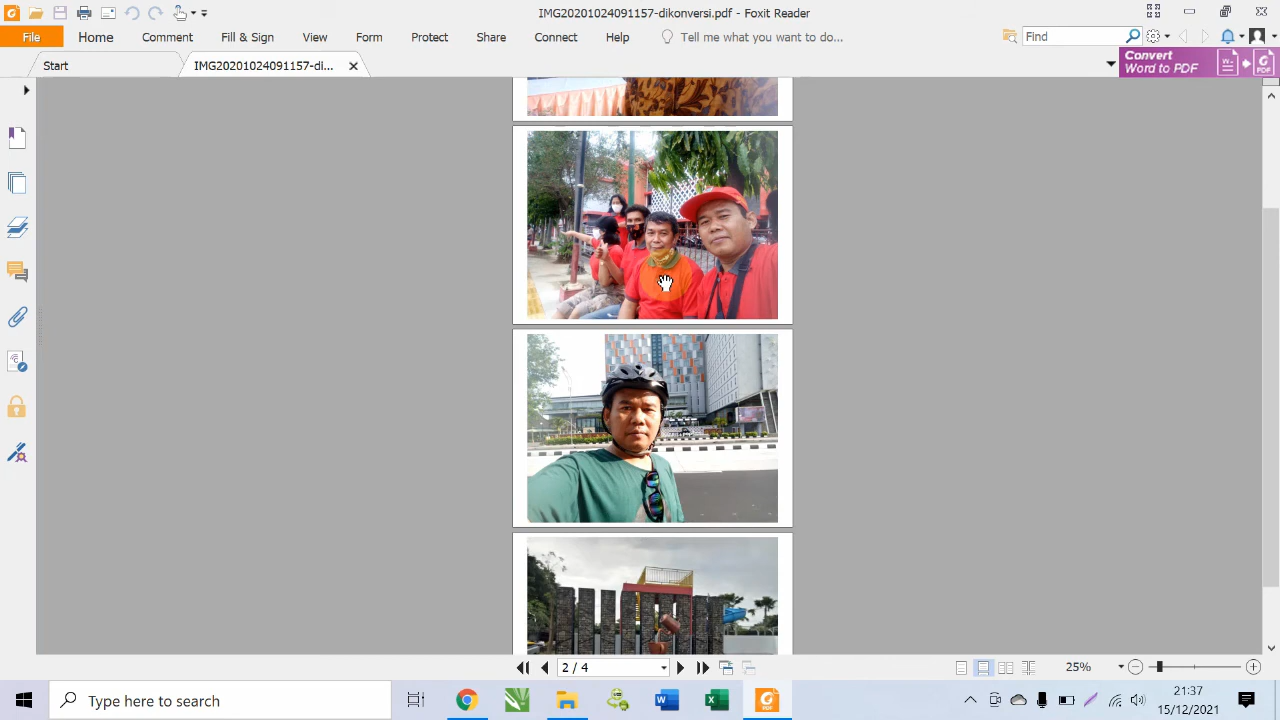 IMG20201024091157-dikonversi.pdf - Foxit Reader
File Home Comment Fill & Sign View Form Protect Share Connect Help Tell me what you want to do... Find
Start IMG20201024091157-di... Convert
Word to PDF
2 / 4 25%
Type here to search 21:37
15/12/2021